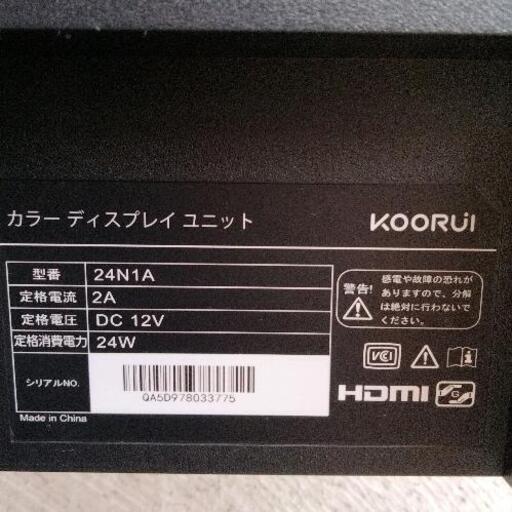 カラー ディスプレイ ユニット
KOORUI
型番 24N1A
定格電流 2A
定格電圧 DC 12V
定格消費電力 24W
シリアルNO.
QA5D978033775
Made in China
警告!
感電や故障の恐れが
ありますので、分解
は絶対に行わないで
ください。
VCCI
HDMI
G